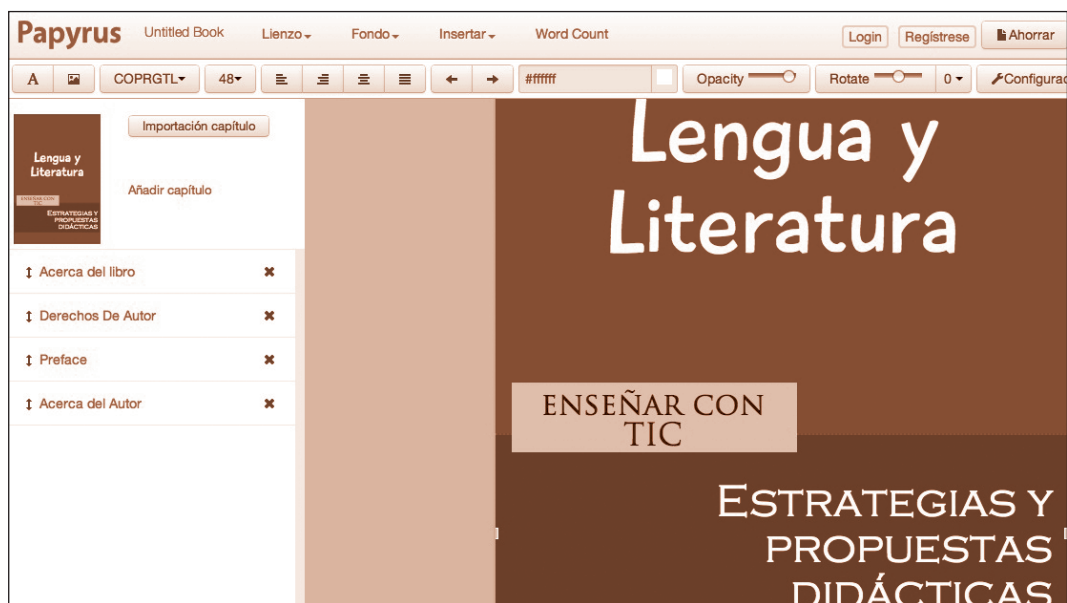 Papyrus Untitled Book Lienzo Fondo Insertar Word Count Login Regístrese Ahorrar
A COPRGTL 48 #ffffff Opacity Rotate 0 Configurac
Importación capítulo
Añadir capítulo
Lengua y
Literatura
ENSEÑAR CON
TIC
ESTRATEGIAS Y
PROPUESTAS
DIDÁCTICAS
Acerca del libro
Derechos De Autor
Preface
Acerca del Autor
Lengua y
Literatura
ENSEÑAR CON
TIC
ESTRATEGIAS Y
PROPUESTAS
DIDÁCTICAS